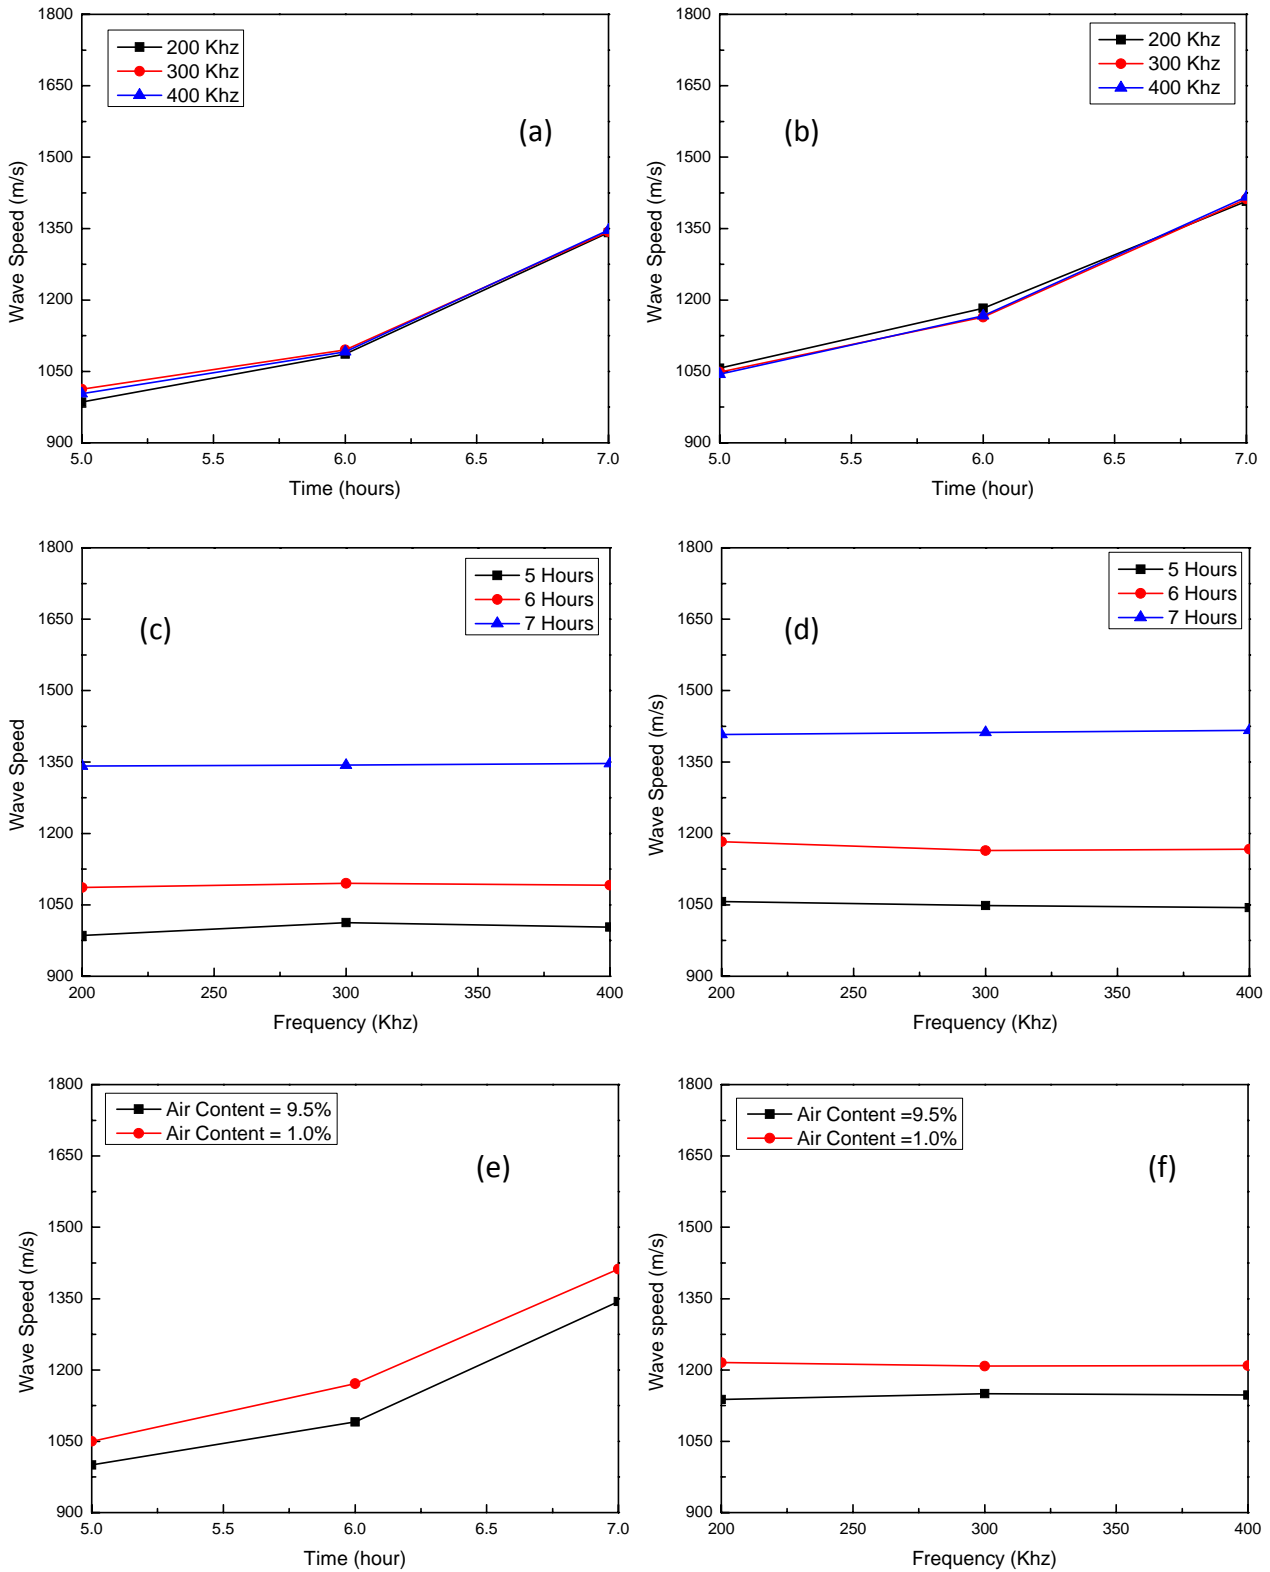 1800
1650
1500
1350
1200
1050
900
Wave Speed (m/s)
200 Khz
300 Khz
400 Khz
(a)
5.0 5.5 6.0 6.5 7.0
Time (hours)
1800
1650
1500
1350
1200
1050
900
Wave Speed (m/s)
200 Khz
300 Khz
400 Khz
(b)
5.0 5.5 6.0 6.5 7.0
Time (hour)
1800
1650
1500
1350
1200
1050
900
Wave Speed
5 Hours
6 Hours
7 Hours
(c)
200 250 300 350 400
Frequency (Khz)
1800
1650
1500
1350
1200
1050
900
Wave Speed (m/s)
5 Hours
6 Hours
7 Hours
(d)
200 250 300 350 400
Frequency (Khz)
1800
1650
1500
1350
1200
1050
900
Wave Speed (m/s)
Air Content = 9.5%
Air Content = 1.0%
(e)
5.0 5.5 6.0 6.5 7.0
Time (hour)
1800
1650
1500
1350
1200
1050
900
Wave speed (m/s)
Air Content =9.5%
Air Content =1.0%
(f)
200 250 300 350 400
Frequency (Khz)